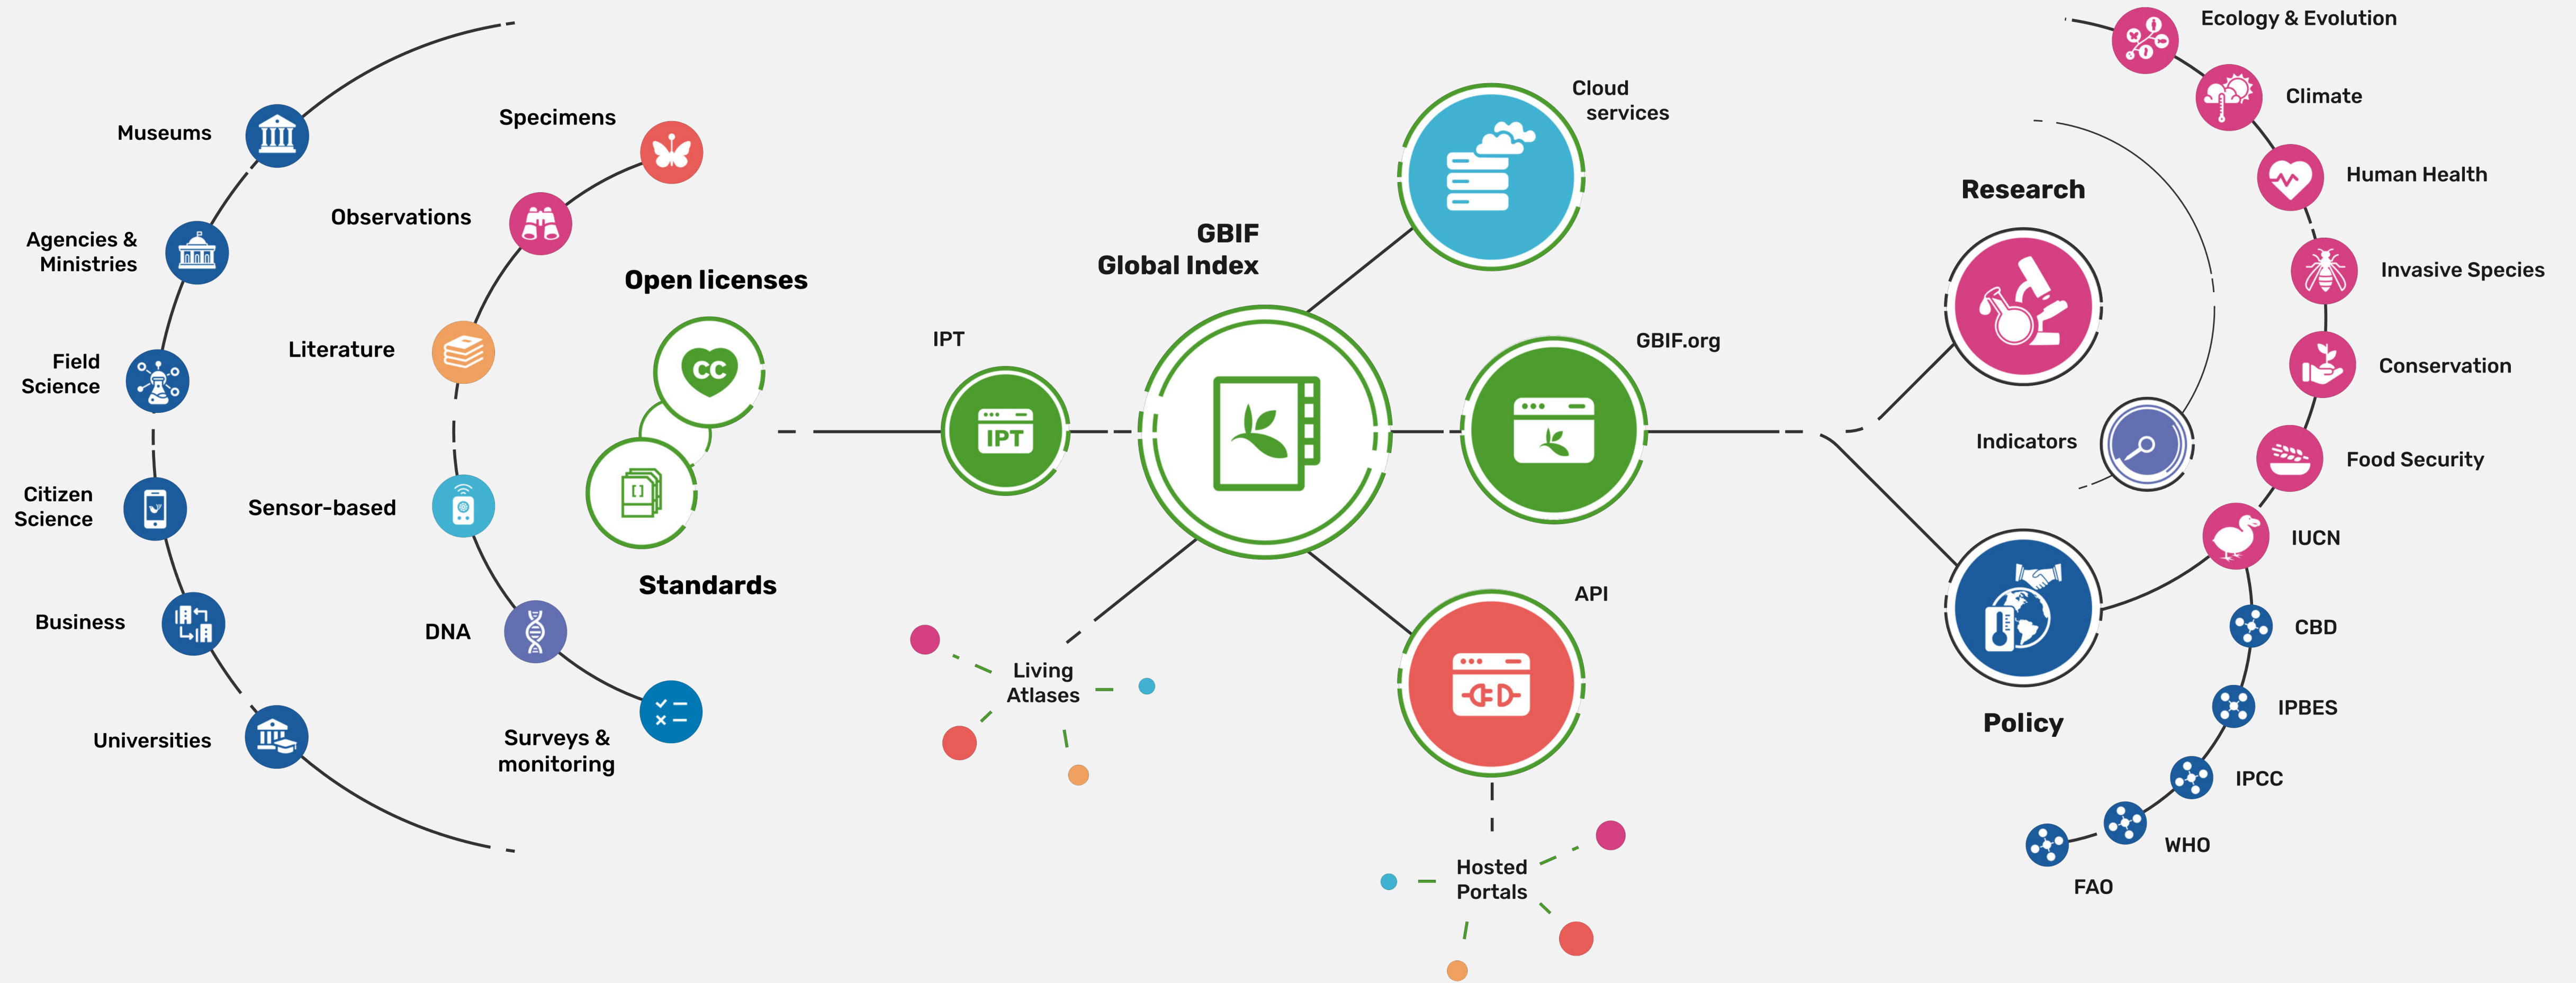 Museums
Agencies &
Ministries
Field
Science
Citizen
Science
Business
Universities
Specimens
Observations
Literature
Sensor-based
DNA
Surveys &
monitoring
Open licenses
CC
[ ]
Standards
IPT
IPT
GBIF
Global Index
Cloud
services
GBIF.org
API
Living
Atlases
Hosted
Portals
Research
Indicators
Policy
Ecology & Evolution
Climate
Human Health
Invasive Species
Conservation
Food Security
IUCN
CBD
IPBES
IPCC
WHO
FAO